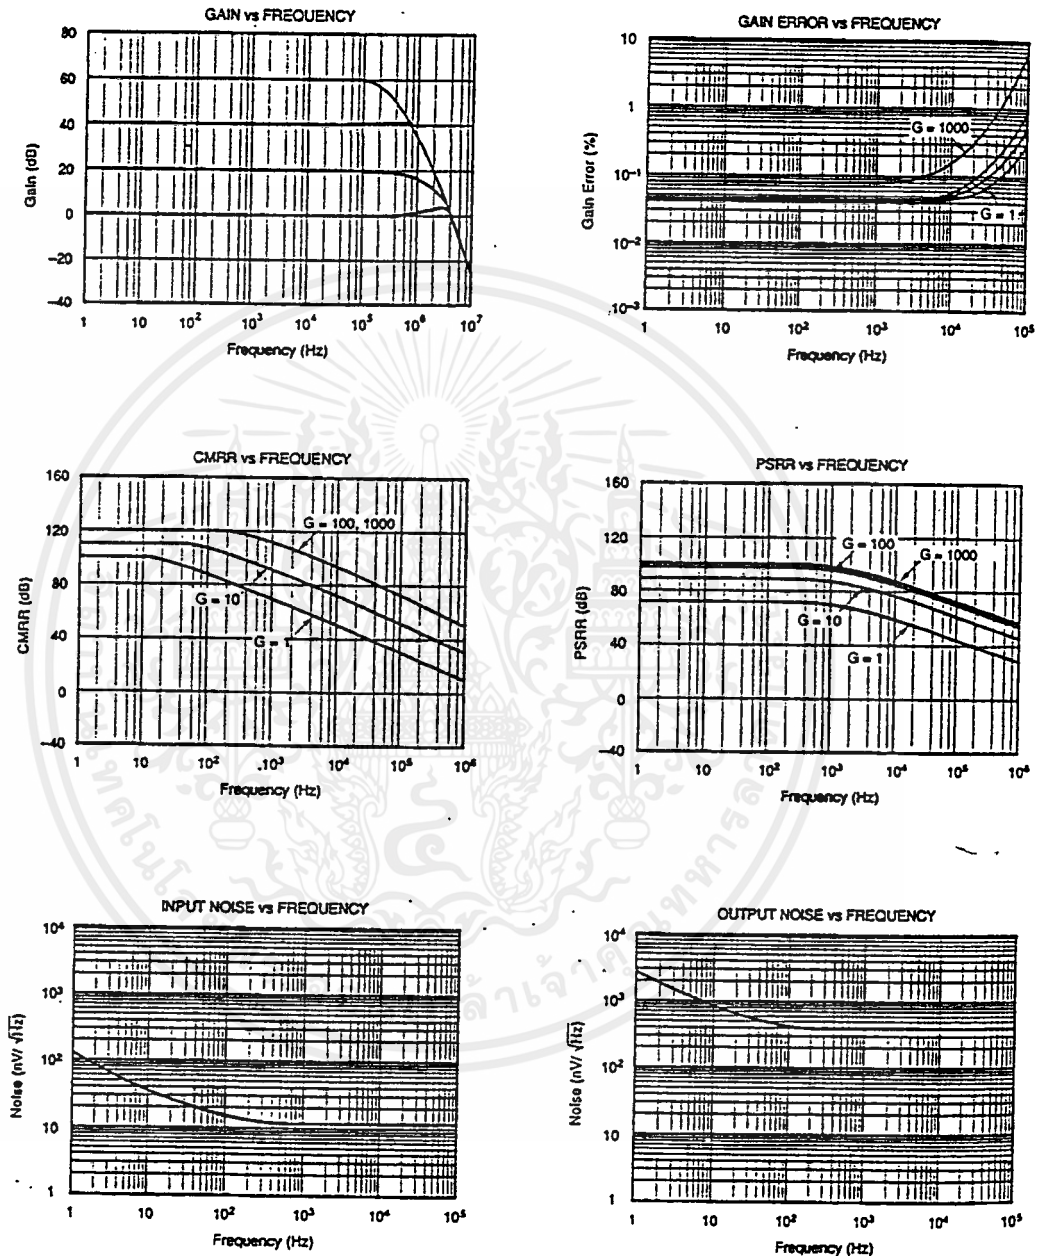 GAIN vs FREQUENCY
Gain (dB)
80
60
40
20
0
–20
–40
1 10 10² 10³ 10⁴ 10⁵ 10⁶ 10⁷
Frequency (Hz)
GAIN ERROR vs FREQUENCY
Gain Error (%)
10
1
10⁻¹
10⁻²
10⁻³
G = 1000
G = 1
1 10 10² 10³ 10⁴ 10⁵
Frequency (Hz)
CMRR vs FREQUENCY
CMRR (dB)
160
120
80
40
0
–40
G = 100, 1000
G = 10
G = 1
1 10 10² 10³ 10⁴ 10⁵ 10⁶
Frequency (Hz)
PSRR vs FREQUENCY
PSRR (dB)
160
120
80
40
0
–40
G = 100
G = 1000
G = 10
G = 1
1 10 10² 10³ 10⁴ 10⁵ 10⁶
Frequency (Hz)
INPUT NOISE vs FREQUENCY
Noise (nV/ √Hz)
10⁴
10³
10²
10
1
1 10 10² 10³ 10⁴ 10⁵
Frequency (Hz)
OUTPUT NOISE vs FREQUENCY
Noise (nV/ √Hz)
10⁴
10³
10²
10
1
1 10 10² 10³ 10⁴ 10⁵
Frequency (Hz)